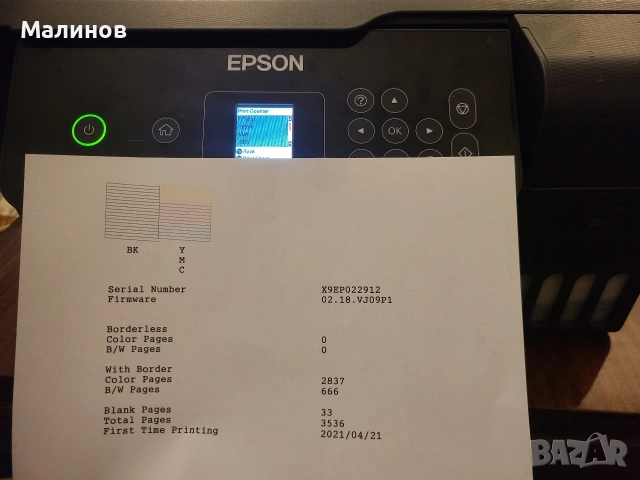 Малинов
EPSON
Print Counter
OK
Back
BK Y
M
C
Serial Number X9EP022912
Firmware 02.18.VJ09P1
Borderless
Color Pages 0
B/W Pages 0
With Border
Color Pages 2837
B/W Pages 666
Blank Pages 33
Total Pages 3536
First Time Printing 2021/04/21
BAZAR